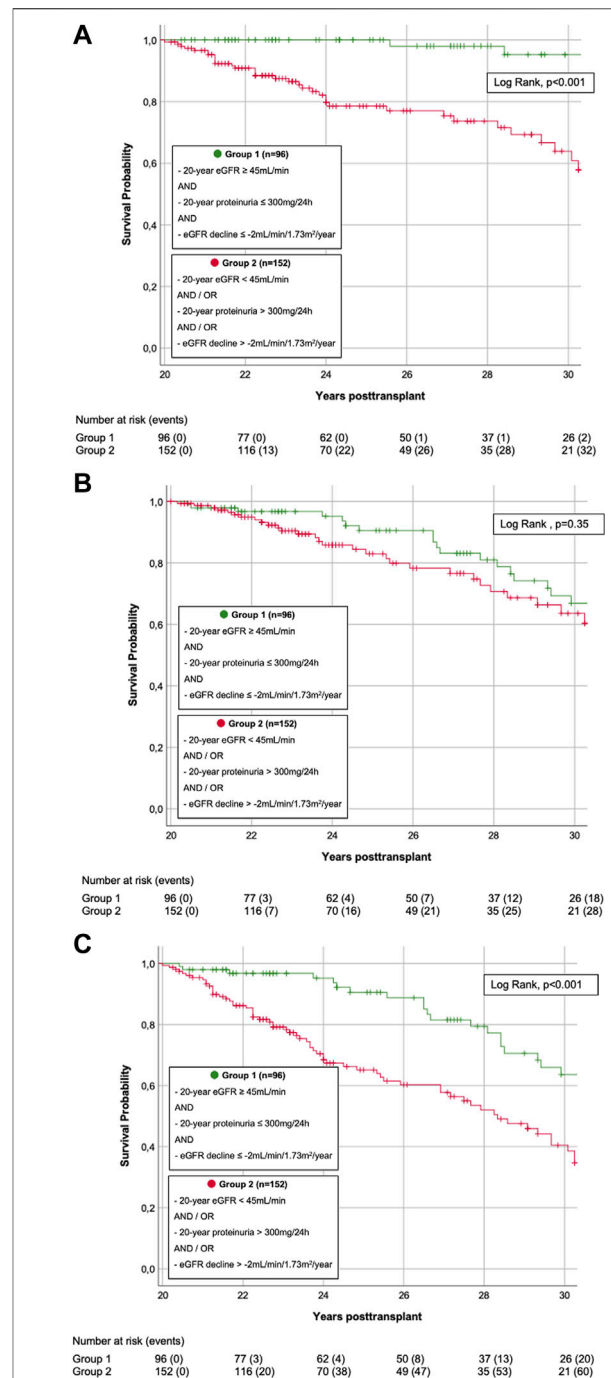 A
1,0
0,8
0,6
0,4
0,2
0,0
Survival Probability
Log Rank, p<0.001
Group 1 (n=96)
- 20-year eGFR ≥ 45mL/min
AND
- 20-year proteinuria ≤ 300mg/24h
AND
- eGFR decline ≤ -2mL/min/1.73m²/year
Group 2 (n=152)
- 20-year eGFR < 45mL/min
AND / OR
- 20-year proteinuria > 300mg/24h
AND / OR
- eGFR decline > -2mL/min/1.73m²/year
20 22 24 26 28 30
Years posttransplant
Number at risk (events)
Group 1 96 (0) 77 (0) 62 (0) 50 (1) 37 (1) 26 (2)
Group 2 152 (0) 116 (13) 70 (22) 49 (26) 35 (28) 21 (32)
B
1,0
0,8
0,6
0,4
0,2
0,0
Survival Probability
Log Rank , p=0.35
Group 1 (n=96)
- 20-year eGFR ≥ 45mL/min
AND
- 20-year proteinuria ≤ 300mg/24h
AND
- eGFR decline ≤ -2mL/min/1.73m²/year
Group 2 (n=152)
- 20-year eGFR < 45mL/min
AND / OR
- 20-year proteinuria > 300mg/24h
AND / OR
- eGFR decline > -2mL/min/1.73m²/year
20 22 24 26 28 30
Years posttransplant
Number at risk (events)
Group 1 96 (0) 77 (3) 62 (4) 50 (7) 37 (12) 26 (18)
Group 2 152 (0) 116 (7) 70 (16) 49 (21) 35 (25) 21 (28)
C
1,0
0,8
0,6
0,4
0,2
0,0
Survival Probability
Log Rank, p<0.001
Group 1 (n=96)
- 20-year eGFR ≥ 45mL/min
AND
- 20-year proteinuria ≤ 300mg/24h
AND
- eGFR decline ≤ -2mL/min/1.73m²/year
Group 2 (n=152)
- 20-year eGFR < 45mL/min
AND / OR
- 20-year proteinuria > 300mg/24h
AND / OR
- eGFR decline > -2mL/min/1.73m²/year
20 22 24 26 28 30
Years posttransplant
Number at risk (events)
Group 1 96 (0) 77 (3) 62 (4) 50 (8) 37 (13) 26 (20)
Group 2 152 (0) 116 (20) 70 (38) 49 (47) 35 (53) 21 (60)